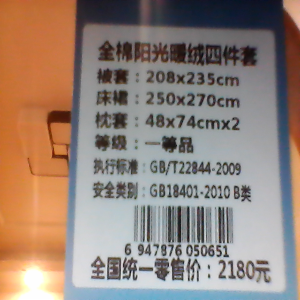 全棉阳光暖绒四件套
被套：208x235cm
床裙：250x270cm
枕套：48x74cmx2
等级：一等品
执行标准：GB/T22844-2009
安全类别：GB18401-2010 B类
6 947876 050651
全国统一零售价：2180元